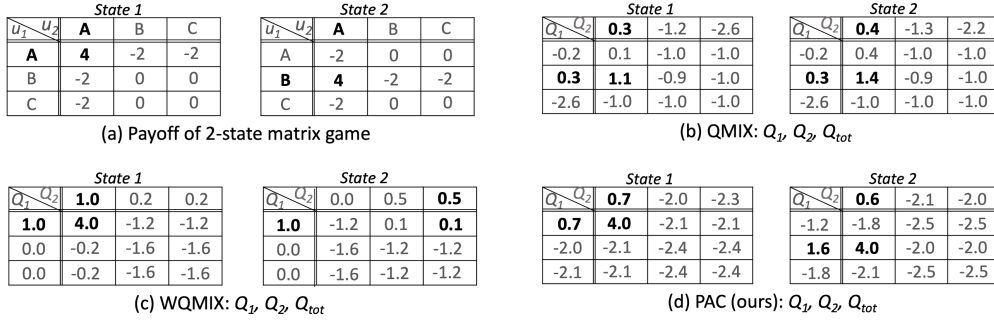 State 1 State 2
u1 u2 A B C u1 u2 A B C
A 4 -2 -2 A -2 0 0
B -2 0 0 B 4 -2 -2
C -2 0 0 C -2 0 0
(a) Payoff of 2-state matrix game
State 1 State 2
Q1 Q2 0.3 -1.2 -2.6 Q1 Q2 0.4 -1.3 -2.2
-0.2 0.1 -1.0 -1.0 -0.2 0.4 -1.0 -1.0
0.3 1.1 -0.9 -1.0 0.3 1.4 -0.9 -1.0
-2.6 -1.0 -1.0 -1.0 -2.6 -1.0 -1.0 -1.0
(b) QMIX: Q1, Q2, Qtot
State 1 State 2
Q1 Q2 1.0 0.2 0.2 Q1 Q2 0.0 0.5 0.5
1.0 4.0 -1.2 -1.2 1.0 -1.2 0.1 0.1
0.0 -0.2 -1.6 -1.6 0.0 -1.6 -1.2 -1.2
0.0 -0.2 -1.6 -1.6 0.0 -1.6 -1.2 -1.2
(c) WQMIX: Q1, Q2, Qtot
State 1 State 2
Q1 Q2 0.7 -2.0 -2.3 Q1 Q2 0.6 -2.1 -2.0
0.7 4.0 -2.1 -2.1 -1.2 -1.8 -2.5 -2.5
-2.0 -2.1 -2.4 -2.4 1.6 4.0 -2.0 -2.0
-2.1 -2.1 -2.4 -2.4 -1.8 -2.1 -2.5 -2.5
(d) PAC (ours): Q1, Q2, Qtot